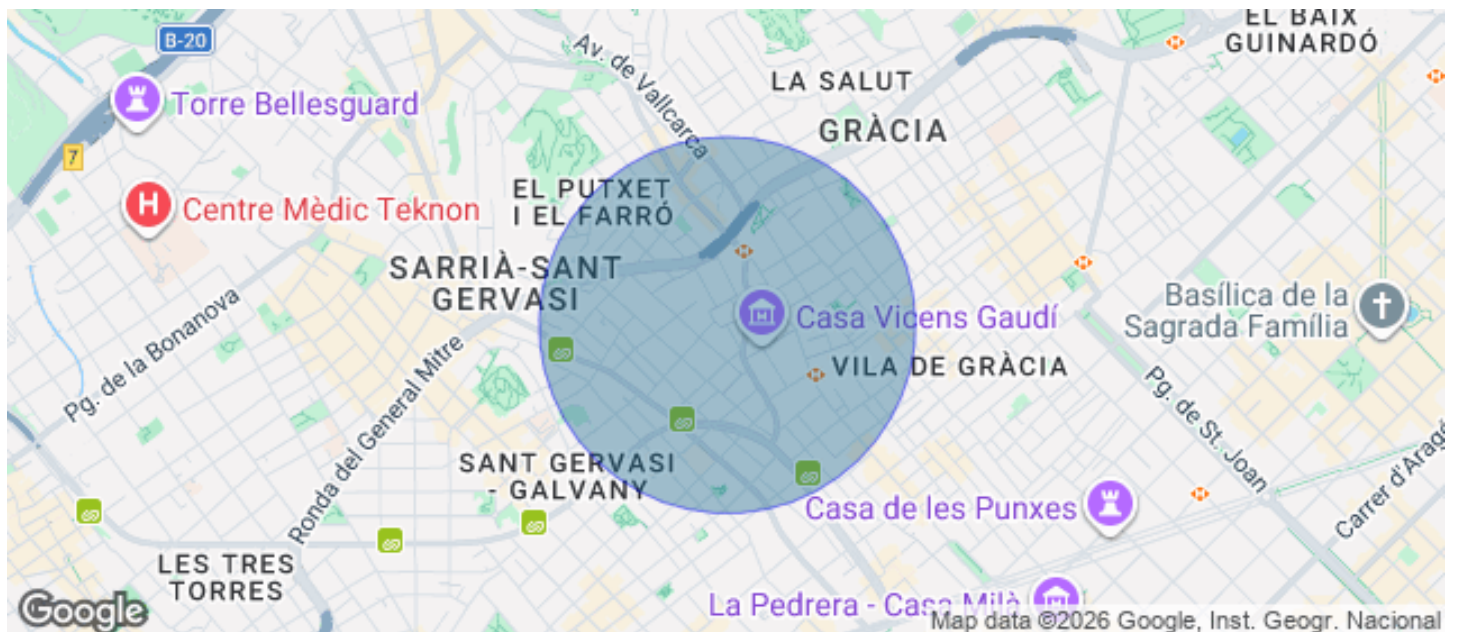 EL BAIX
GUINARDÓ
B-20
Av. de Vallcarca
LA SALUT
Torre Bellesguard
GRÀCIA
7
EL PUTXET
I EL FARRÓ
H
Centre Mèdic Teknon
SARRIÀ-SANT
GERVASI
Basílica de la
Sagrada Família
Casa Vicens Gaudí
Pg. de la Bonanova
Ronda del General Mitre
VILA DE GRÀCIA
Pg. de St. Joan
Carrer d'Aragó
SANT GERVASI
- GALVANY
Casa de les Punxes
LES TRES
TORRES
La Pedrera - Casa Milà
Google
Map data ©2026 Google, Inst. Geogr. Nacional